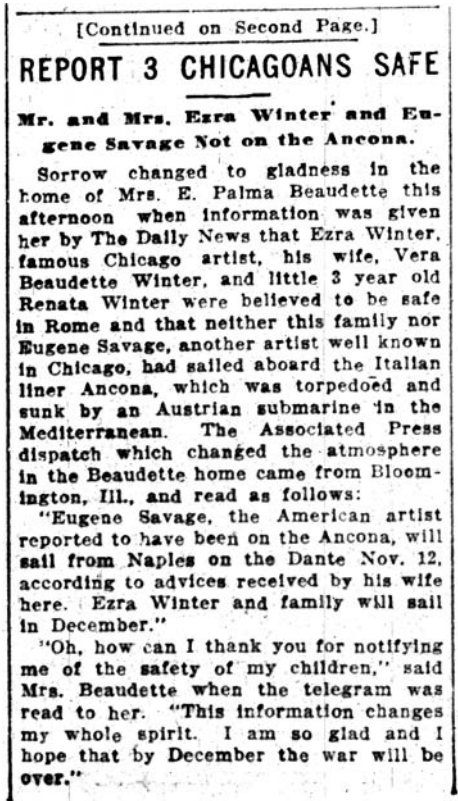 [Continued on Second Page.]
REPORT 3 CHICAGOANS SAFE
Mr. and Mrs. Ezra Winter and Eu-
gene Savage Not on the Ancona.
Sorrow changed to gladness in the
home of Mrs. E. Palma Beaudette this
afternoon when information was given
her by The Daily News that Ezra Winter,
famous Chicago artist, his wife, Vera
Beaudette Winter, and little 3 year old
Renata Winter were believed to be safe
in Rome and that neither this family nor
Eugene Savage, another artist well known
in Chicago, had sailed aboard the Italian
liner Ancona, which was torpedoed and
sunk by an Austrian submarine in the
Mediterranean. The Associated Press
dispatch which changed the atmosphere
in the Beaudette home came from Bloom-
ington, Ill., and read as follows:
"Eugene Savage, the American artist
reported to have been on the Ancona, will
sail from Naples on the Dante Nov. 12,
according to advices received by his wife
here. Ezra Winter and family will sail
in December."
"Oh, how can I thank you for notifying
me of the safety of my children," said
Mrs. Beaudette when the telegram was
read to her. "This information changes
my whole spirit. I am so glad and I
hope that by December the war will be
over."